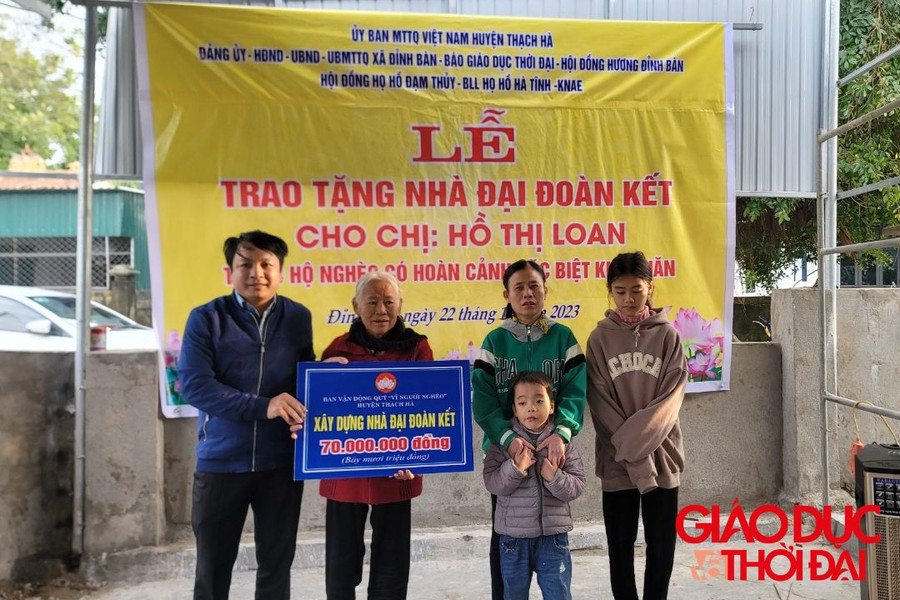 ỦY BAN MTTQ VIỆT NAM HUYỆN THẠCH HÀ
ĐẢNG ỦY - HĐND - UBND - UBMTTQ XÃ ĐỈNH BÀN - BÁO GIÁO DỤC THỜI ĐẠI - HỘI ĐỒNG HƯƠNG ĐỈNH BÀN
HỘI ĐỒNG HỌ HỒ ĐẠM THỦY - BLL HỌ HỒ HÀ TĨNH - KNAE
LỄ
TRAO TẶNG NHÀ ĐẠI ĐOÀN KẾT
CHO CHỊ: HỒ THỊ LOAN
HỘ NGHÈO CÓ HOÀN CẢNH BIỆT
ngày 22 2023
BAN VẬN ĐỘNG QUỸ "VÌ NGƯỜI NGHÈO"
HUYỆN THẠCH HÀ
XÂY DỰNG NHÀ ĐẠI ĐOÀN KẾT
70.000.000 đồng
(Bảy mươi triệu đồng)
CHOCO
GIÁO DỤC
THỜI ĐẠI